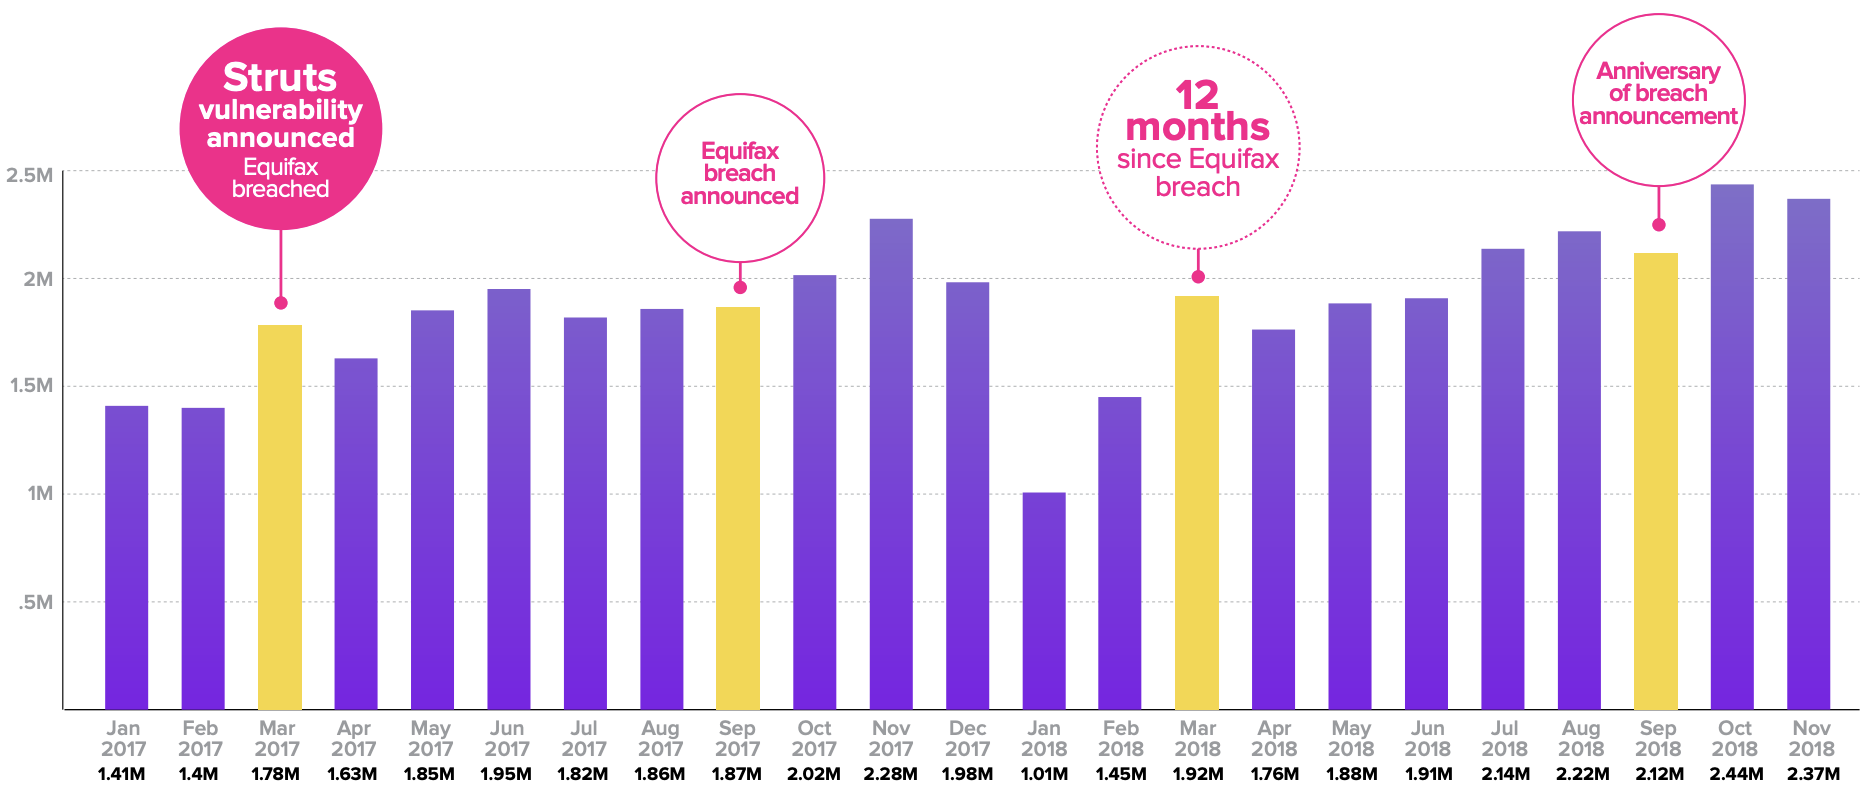 Struts
vulnerability
announced
Equifax
breached
Equifax
breach
announced
12
months
since Equifax
breach
Anniversary
of breach
announcement
2.5M
2M
1.5M
1M
.5M
Jan Feb Mar Apr May Jun Jul Aug Sep Oct Nov Dec Jan Feb Mar Apr May Jun Jul Aug Sep Oct Nov
2017 2017 2017 2017 2017 2017 2017 2017 2017 2017 2017 2017 2018 2018 2018 2018 2018 2018 2018 2018 2018 2018 2018
1.41M 1.4M 1.78M 1.63M 1.85M 1.95M 1.82M 1.86M 1.87M 2.02M 2.28M 1.98M 1.01M 1.45M 1.92M 1.76M 1.88M 1.91M 2.14M 2.22M 2.12M 2.44M 2.37M